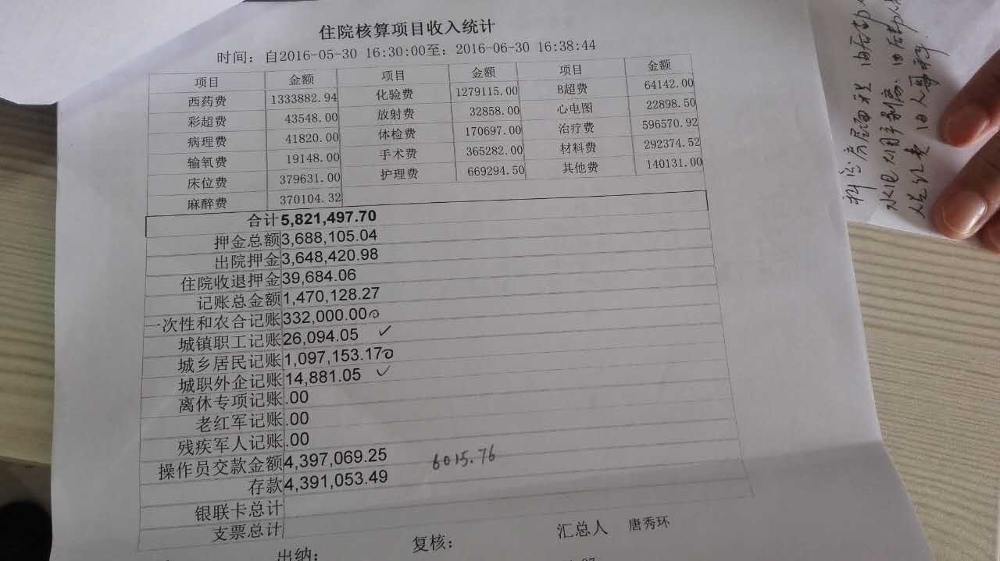 住院核算项目收入统计
时间：自2016-05-30 16:30:00至：2016-06-30 16:38:44
项目 金额 项目 金额 项目 金额
西药费 1333882.94 化验费 1279115.00 B超费 64142.00
彩超费 43548.00 放射费 32858.00 心电图 22898.50
病理费 41820.00 体检费 170697.00 治疗费 596570.92
输氧费 19148.00 手术费 365282.00 材料费 292374.52
床位费 379631.00 护理费 669294.50 其他费 140131.00
麻醉费 370104.32
合计 5,821,497.70
押金总额 3,688,105.04
出院押金 3,648,420.98
住院收退押金 39,684.06
记账总金额 1,470,128.27
一次性和农合记账 332,000.00
城镇职工记账 26,094.05 ✓
城乡居民记账 1,097,153.17
城职外企记账 14,881.05 ✓
离休专项记账 .00
老红军记账 .00
残疾军人记账 .00
操作员交款金额 4,397,069.25 6015.76
存款 4,391,053.49
银联卡总计
支票总计
出纳： 复核： 汇总人 唐秀环